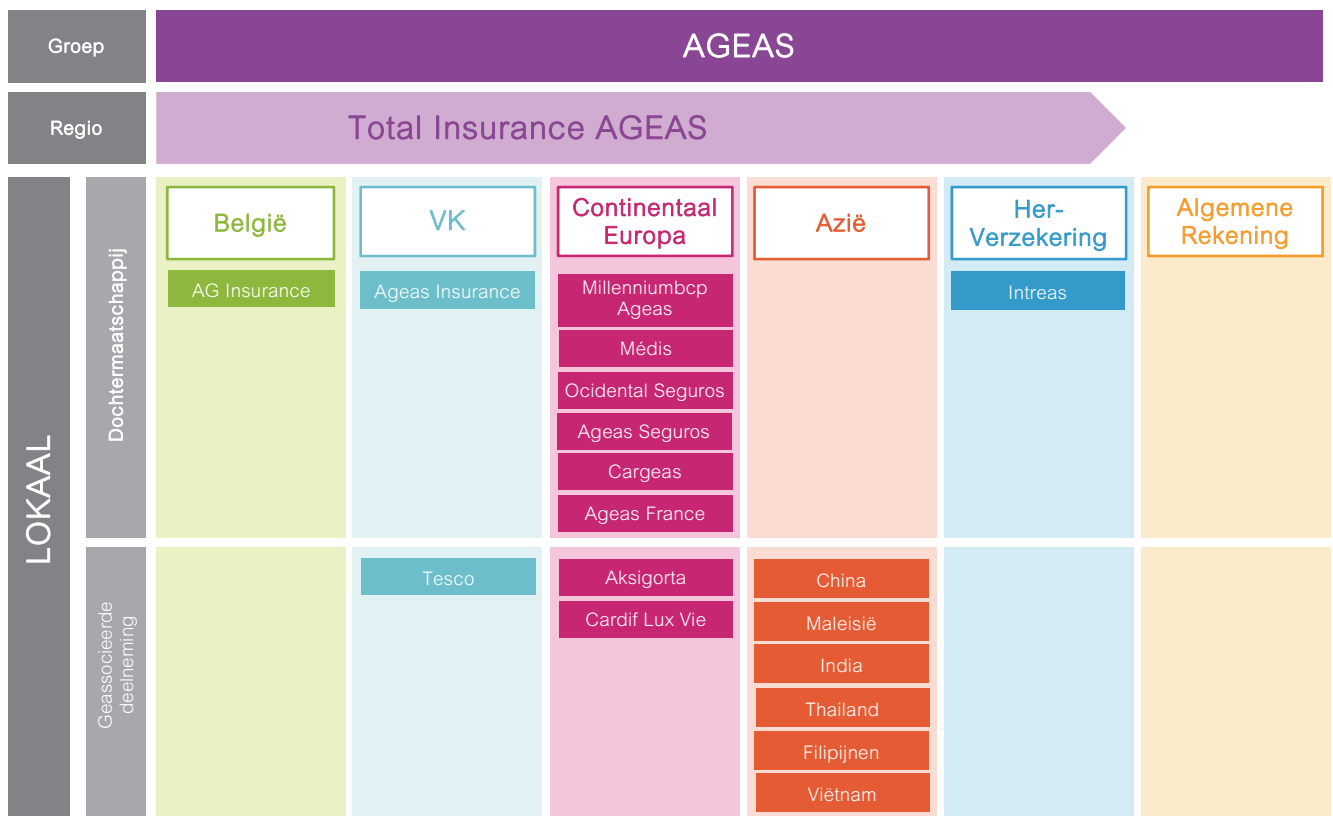 Groep
AGEAS
Regio
Total Insurance AGEAS
LOKAAL
Dochtermaatschappij
België
VK
Continentaal
Europa
Azië
Her-
Verzekering
Algemene
Rekening
AG Insurance
Ageas Insurance
Millenniumbcp
Ageas
Médis
Ocidental Seguros
Ageas Seguros
Cargeas
Ageas France
Intreas
Geassocieerde
deelneming
Tesco
Aksigorta
Cardif Lux Vie
China
Maleisië
India
Thailand
Filipijnen
Viëtnam